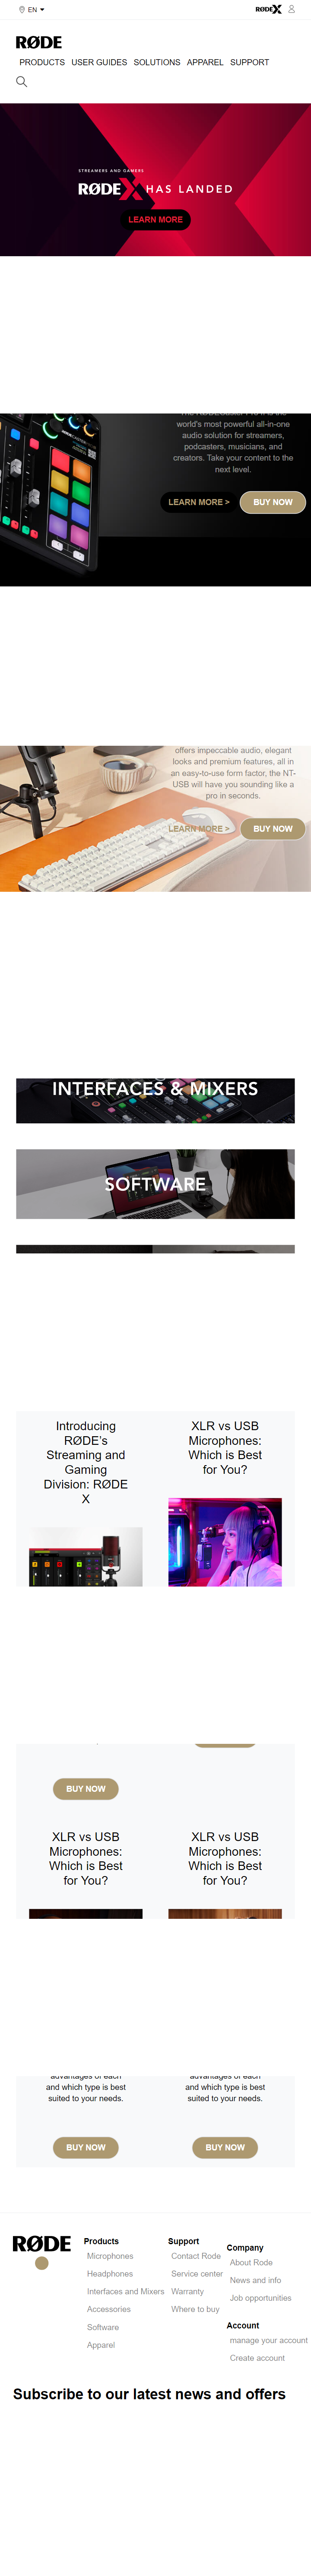 EN
RØDEX
RØDE
PRODUCTS USER GUIDES SOLUTIONS APPAREL SUPPORT
STREAMERS AND GAMERS
RØDEX HAS LANDED
LEARN MORE
world's most powerful all-in-one
audio solution for streamers,
podcasters, musicians, and
creators. Take your content to the
next level.
LEARN MORE >
BUY NOW
offers impeccable audio, elegant
looks and premium features, all in
an easy-to-use form factor, the NT-
USB will have you sounding like a
pro in seconds.
LEARN MORE >
BUY NOW
INTERFACES & MIXERS
SOFTWARE
Introducing
RØDE's
Streaming and
Gaming
Division: RØDE
X
XLR vs USB
Microphones:
Which is Best
for You?
BUY NOW
XLR vs USB
Microphones:
Which is Best
for You?
XLR vs USB
Microphones:
Which is Best
for You?
advantages of each
and which type is best
suited to your needs.
BUY NOW
advantages of each
and which type is best
suited to your needs.
BUY NOW
RØDE
Products
Microphones
Headphones
Interfaces and Mixers
Accessories
Software
Apparel
Support
Contact Rode
Service center
Warranty
Where to buy
Company
About Rode
News and info
Job opportunities
Account
manage your account
Create account
Subscribe to our latest news and offers